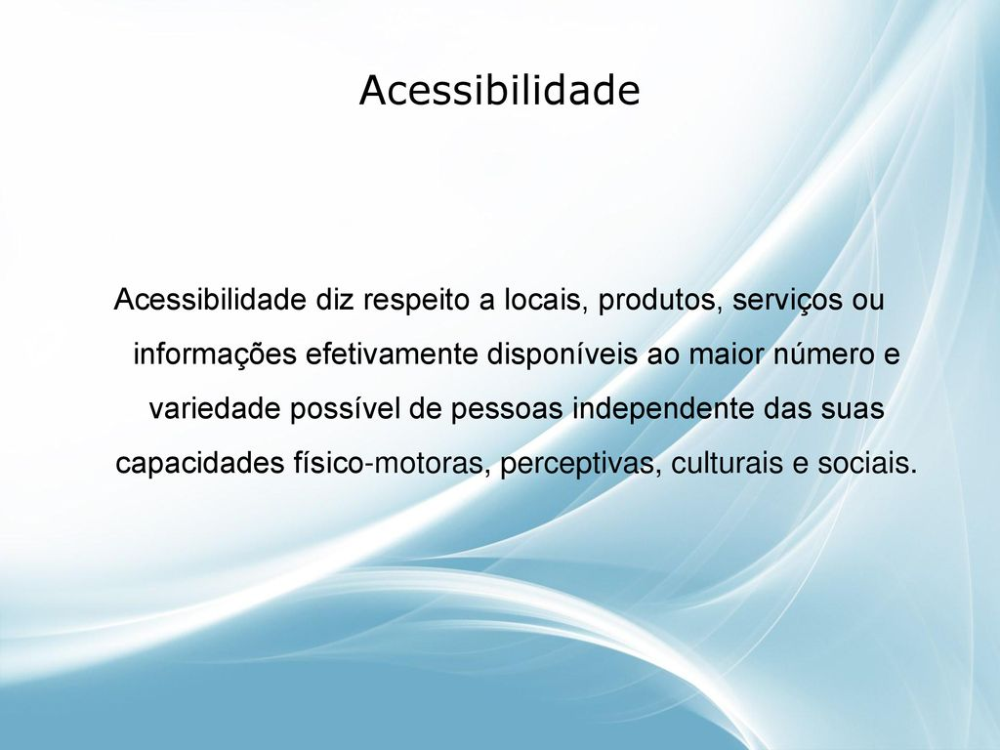 Acessibilidade
Acessibilidade diz respeito a locais, produtos, serviços ou
informações efetivamente disponíveis ao maior número e
variedade possível de pessoas independente das suas
capacidades físico-motoras, perceptivas, culturais e sociais.